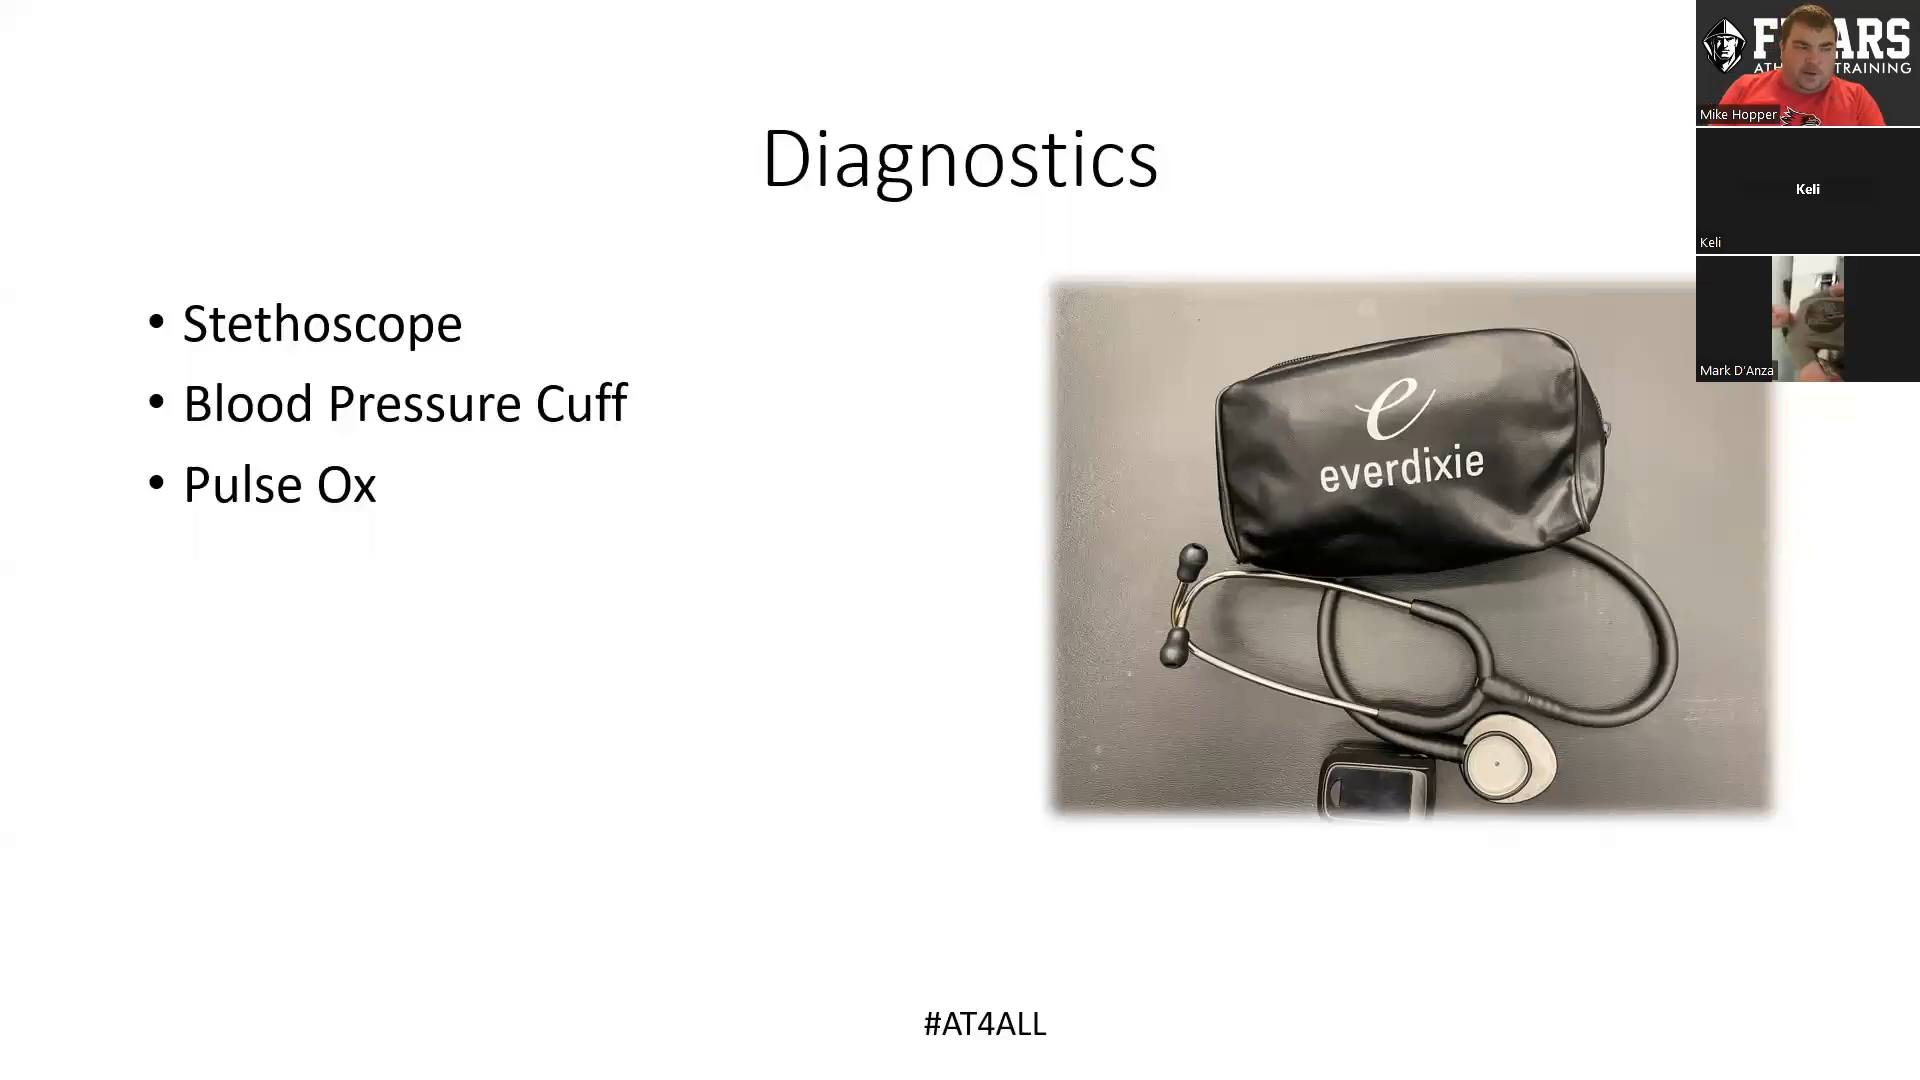 Diagnostics
• Stethoscope
• Blood Pressure Cuff
• Pulse Ox
e
everdixie
#AT4ALL
Mike Hopper
Keli
Keli
Mark D'Anza